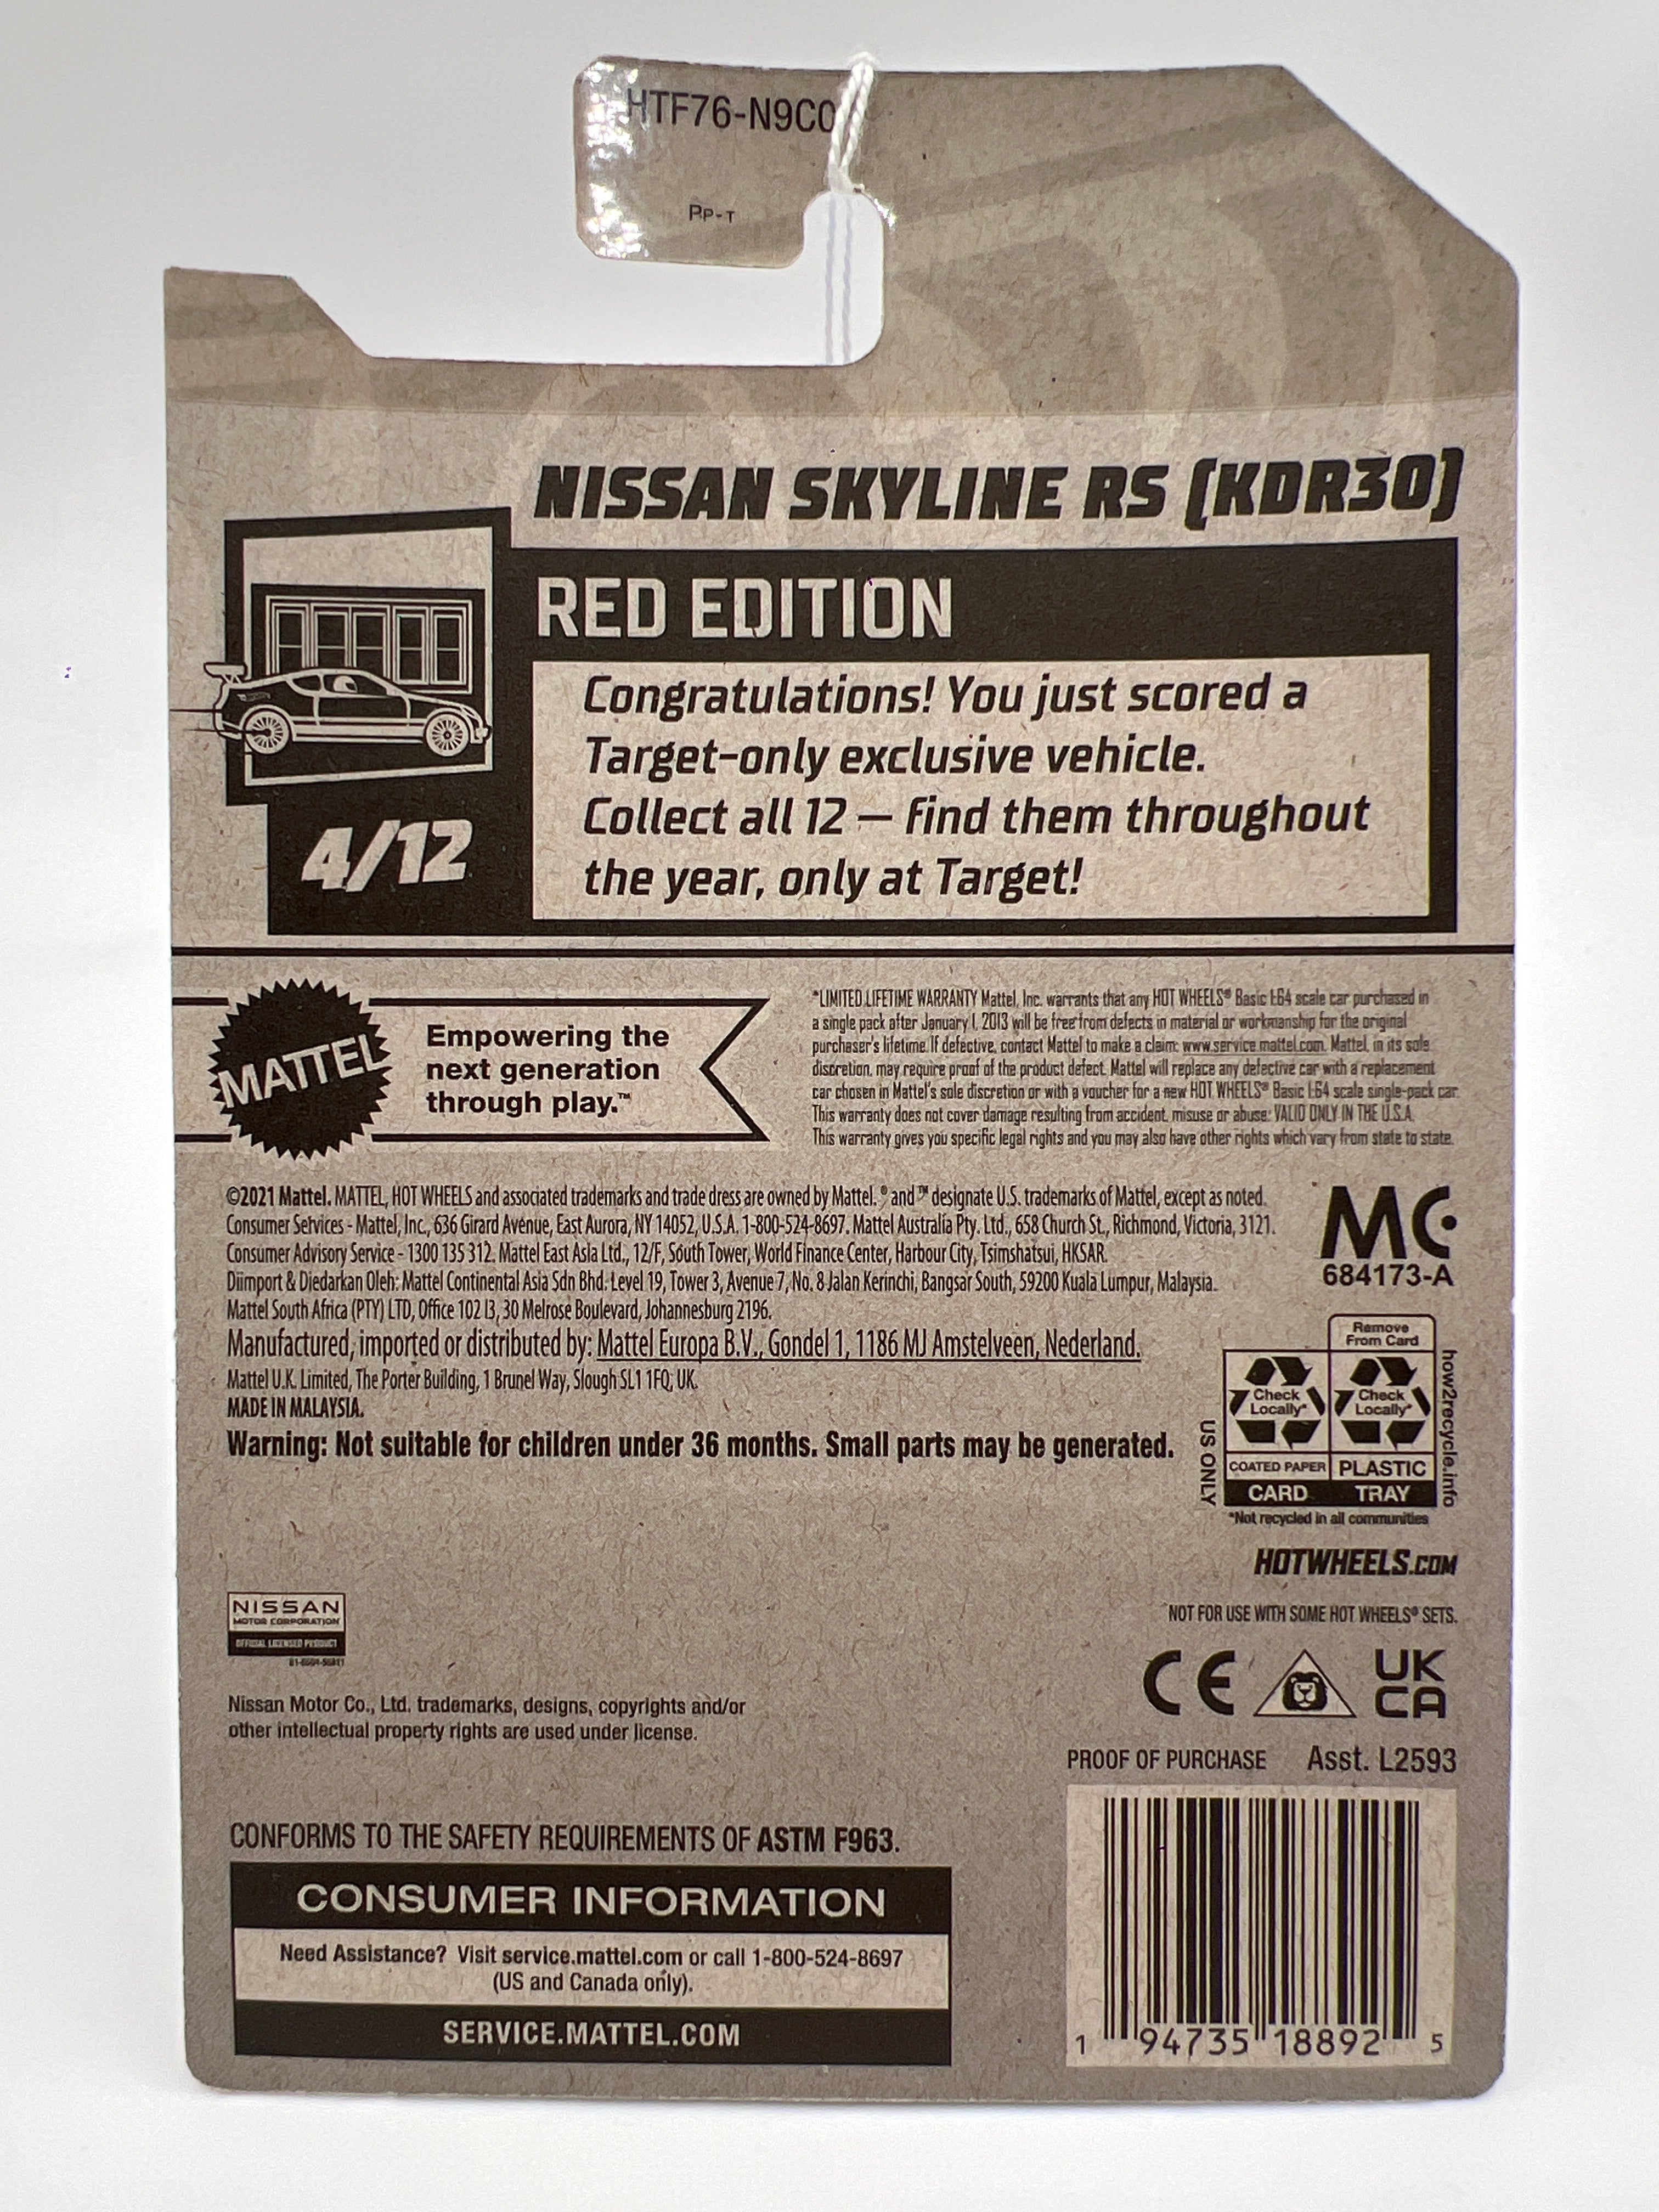 HTF76-N9C0
PP-T
NISSAN SKYLINE RS (KDR30)
RED EDITION
Congratulations! You just scored a
Target-only exclusive vehicle.
Collect all 12 – find them throughout
the year, only at Target!
4/12
MATTEL
Empowering the
next generation
through play.™
*LIMITED LIFETIME WARRANTY Mattel, Inc. warrants that any HOT WHEELS® Basic 1:64 scale car purchased in
a single pack after January 1, 2013 will be free from defects in material or workmanship for the original
purchaser's lifetime. If defective, contact Mattel to make a claim: www.service.mattel.com. Mattel, in its sole
discretion, may require proof of the product defect. Mattel will replace any defective car with a replacement
car chosen in Mattel's sole discretion or with a voucher for a new HOT WHEELS® Basic 1:64 scale single-pack car.
This warranty does not cover damage resulting from accident, misuse or abuse. VALID ONLY IN THE U.S.A.
This warranty gives you specific legal rights and you may also have other rights which vary from state to state.
©2021 Mattel. MATTEL, HOT WHEELS and associated trademarks and trade dress are owned by Mattel. ® and ™ designate U.S. trademarks of Mattel, except as noted.
Consumer Services - Mattel, Inc., 636 Girard Avenue, East Aurora, NY 14052, U.S.A. 1-800-524-8697. Mattel Australia Pty. Ltd., 658 Church St., Richmond, Victoria, 3121.
Consumer Advisory Service - 1300 135 312. Mattel East Asia Ltd., 12/F, South Tower, World Finance Center, Harbour City, Tsimshatsui, HKSAR.
Diimport & Diedarkan Oleh: Mattel Continental Asia Sdn Bhd. Level 19, Tower 3, Avenue 7, No. 8 Jalan Kerinchi, Bangsar South, 59200 Kuala Lumpur, Malaysia.
Mattel South Africa (PTY) LTD, Office 102 I3, 30 Melrose Boulevard, Johannesburg 2196.
Manufactured, imported or distributed by: Mattel Europa B.V., Gondel 1, 1186 MJ Amstelveen, Nederland.
Mattel U.K. Limited, The Porter Building, 1 Brunel Way, Slough SL1 1FQ, UK.
MADE IN MALAYSIA.
Warning: Not suitable for children under 36 months. Small parts may be generated.
MC
684173-A
Remove
From Card
Check
Locally*
Check
Locally*
COATED PAPER
PLASTIC
CARD
TRAY
US ONLY
how2recycle.info
*Not recycled in all communities
HOTWHEELS.COM
NOT FOR USE WITH SOME HOT WHEELS® SETS.
NISSAN
MOTOR CORPORATION
OFFICIAL LICENSED PRODUCT
Nissan Motor Co., Ltd. trademarks, designs, copyrights and/or
other intellectual property rights are used under license.
CE
UK
CA
PROOF OF PURCHASE Asst. L2593
CONFORMS TO THE SAFETY REQUIREMENTS OF ASTM F963.
CONSUMER INFORMATION
Need Assistance? Visit service.mattel.com or call 1-800-524-8697
(US and Canada only).
SERVICE.MATTEL.COM
1 94735 18892 5